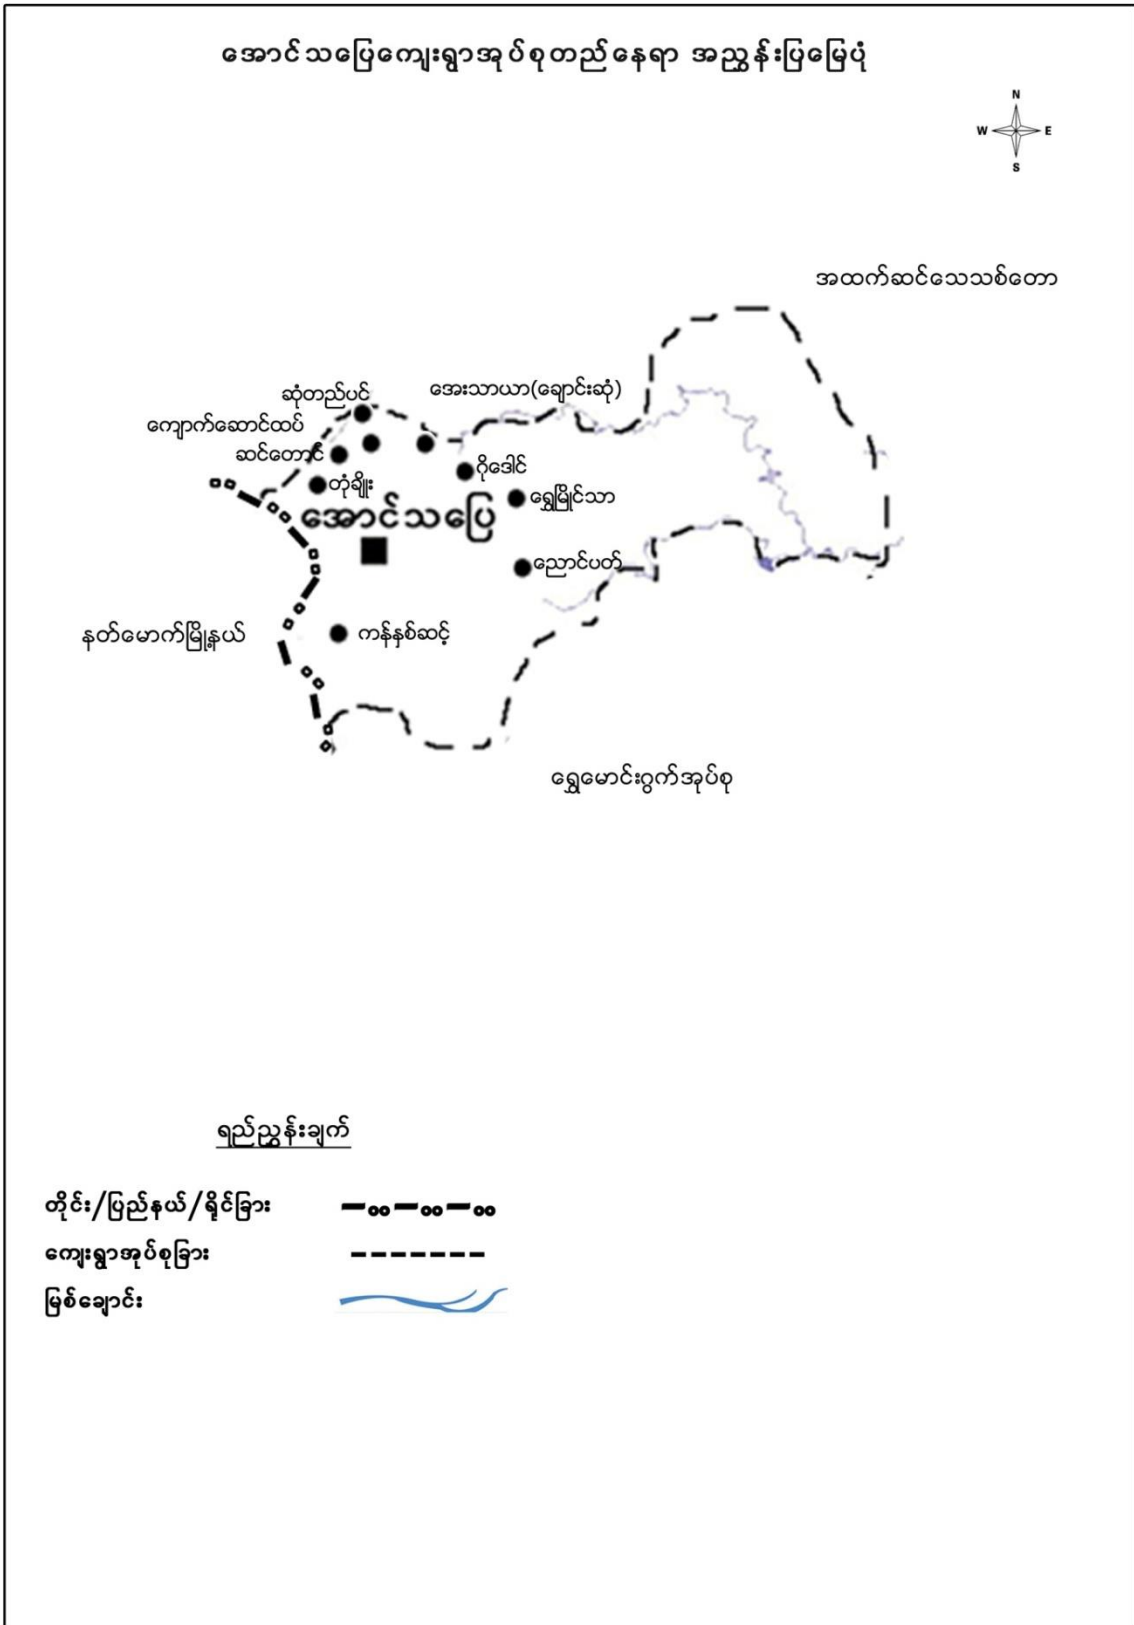 အောင်သပြေကျေးရွာအုပ်စုတည်နေရာ အညွှန်းပြမြေပုံ
N
W E
S
အထက်ဆင်သေသစ်တော
ဆုံတည်ပင်
အေးသာယာ(ချောင်းဆုံ)
ကျောက်ဆောင်ထပ်
ဆင်တောင်
ဂိုဒေါင်
တုံချိုး
ရွှေမြိုင်သာ
အောင်သပြေ
ညောင်ပတ်
နတ်မောက်မြို့နယ်
ကန်နှစ်ဆင့်
ရွှေမောင်းဂွက်အုပ်စု
ရည်ညွှန်းချက်
တိုင်း/ပြည်နယ်/ရိုင်ခြား
ကျေးရွာအုပ်စုခြား
မြစ်ချောင်း